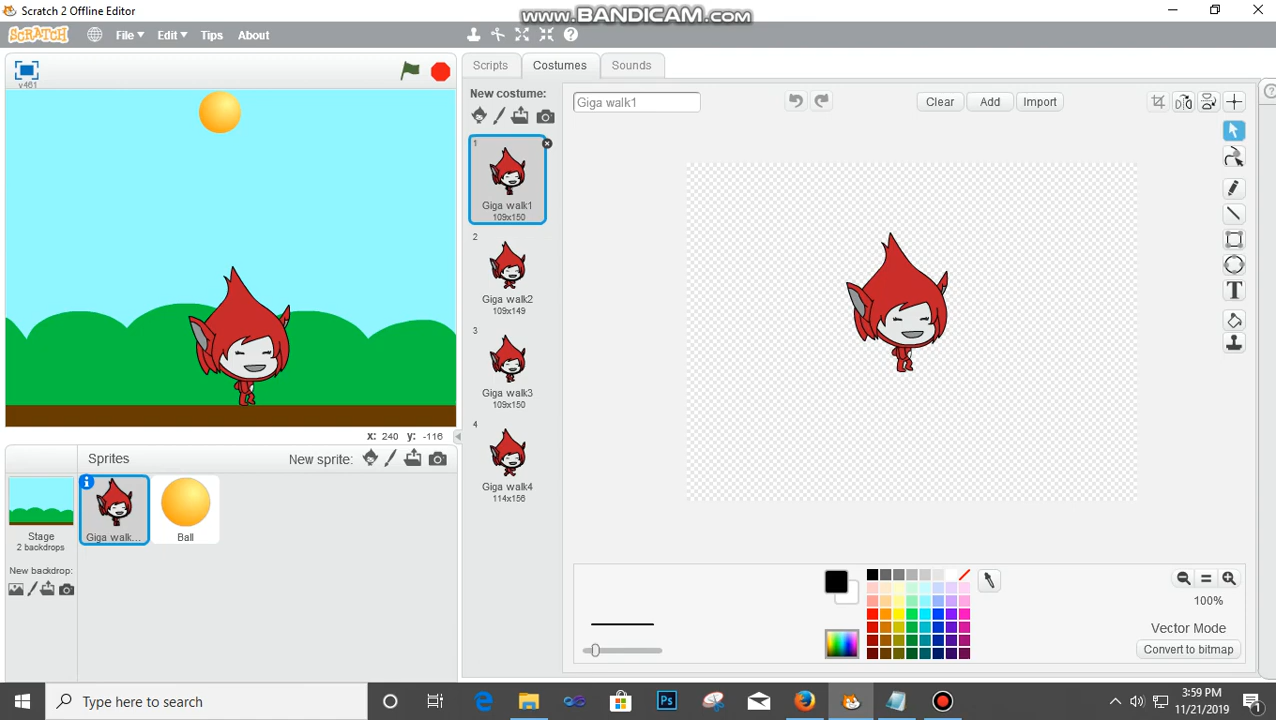 Scratch 2 Offline Editor
www.BANDICAM.com
SCRATCH File Edit Tips About
v461
Scripts Costumes Sounds
New costume:
Giga walk1
Clear Add Import
1
Giga walk1
109x150
2
Giga walk2
109x149
3
Giga walk3
109x150
4
Giga walk4
114x156
T
x: 240 y: -116
Sprites New sprite:
Stage
2 backdrops
New backdrop:
Giga walk...
Ball
100%
Vector Mode
Convert to bitmap
Type here to search
Ps
3:59 PM
11/21/2019
1